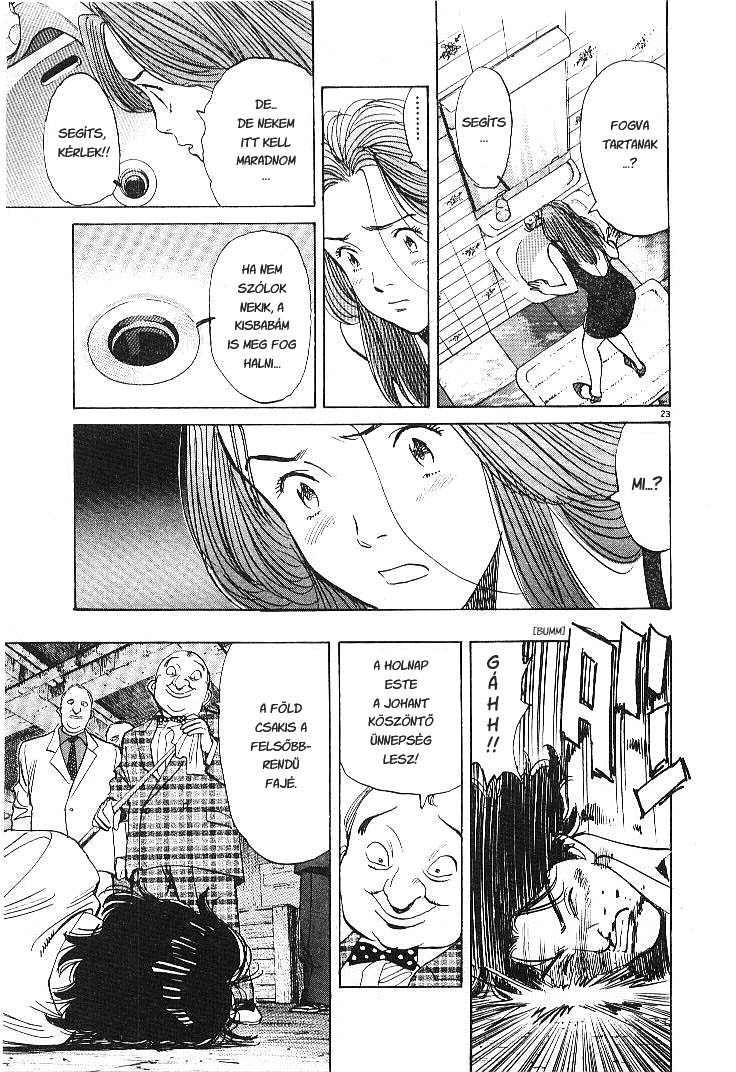 FOGVA
TARTANAK
...?
SEGÍTS
...
........
DE...
DE NEKEM
ITT KELL
MARADNOM
...
SEGÍTS,
KÉRLEK!!
HA NEM
SZÓLOK
NEKIK, A
KISBABÁM
IS MEG FOG
HALNI...
23
MI...?
[BUMM]
GÁHH!!
A HOLNAP
ESTE
A JOHANT
KÖSZÖNTŐ
ÜNNEPSÉG
LESZ!
A FÖLD
CSAKIS A
FELSŐBB-
RENDŰ
FAJÉ.